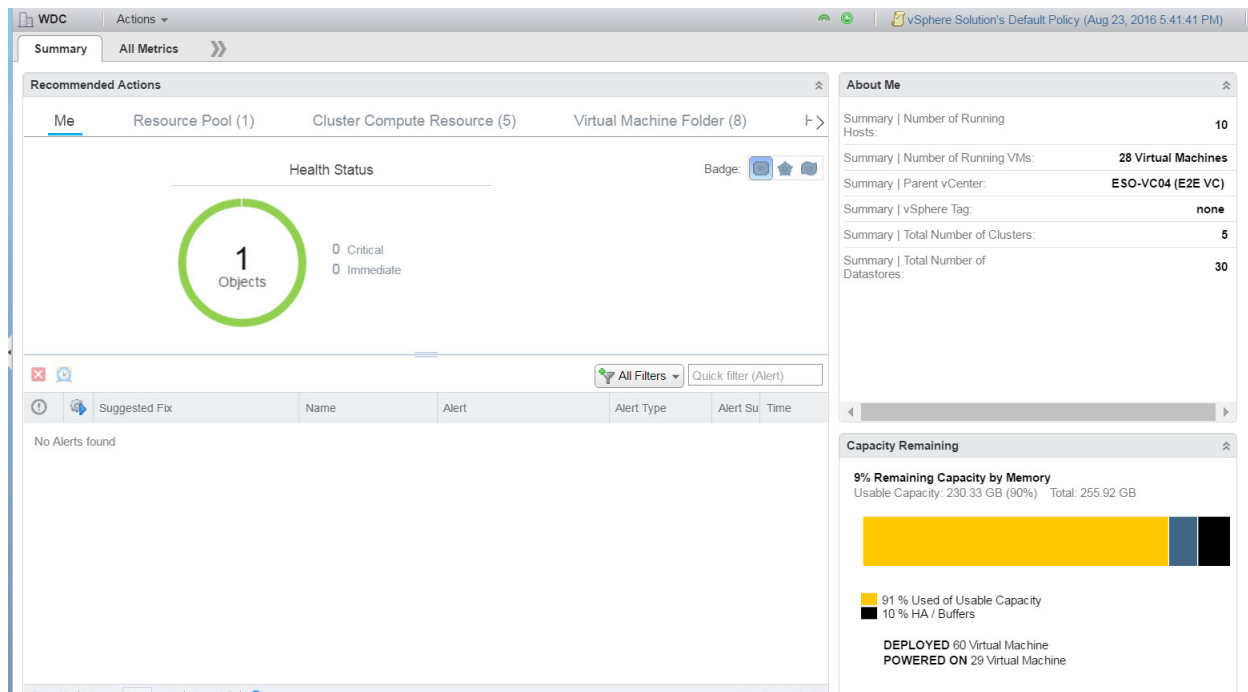 WDC Actions vSphere Solution's Default Policy (Aug 23, 2016 5:41:41 PM)
Summary All Metrics
Recommended Actions
Me Resource Pool (1) Cluster Compute Resource (5) Virtual Machine Folder (8)
Health Status
Badge:
1
Objects
0 Critical
0 Immediate
All Filters Quick filter (Alert)
Suggested Fix Name Alert Alert Type Alert Su Time
No Alerts found
About Me
Summary | Number of Running
Hosts:
10
Summary | Number of Running VMs: 28 Virtual Machines
Summary | Parent vCenter: ESO-VC04 (E2E VC)
Summary | vSphere Tag: none
Summary | Total Number of Clusters: 5
Summary | Total Number of
Datastores:
30
Capacity Remaining
9% Remaining Capacity by Memory
Usable Capacity: 230.33 GB (90%) Total: 255.92 GB
91 % Used of Usable Capacity
10 % HA / Buffers
DEPLOYED 60 Virtual Machine
POWERED ON 29 Virtual Machine